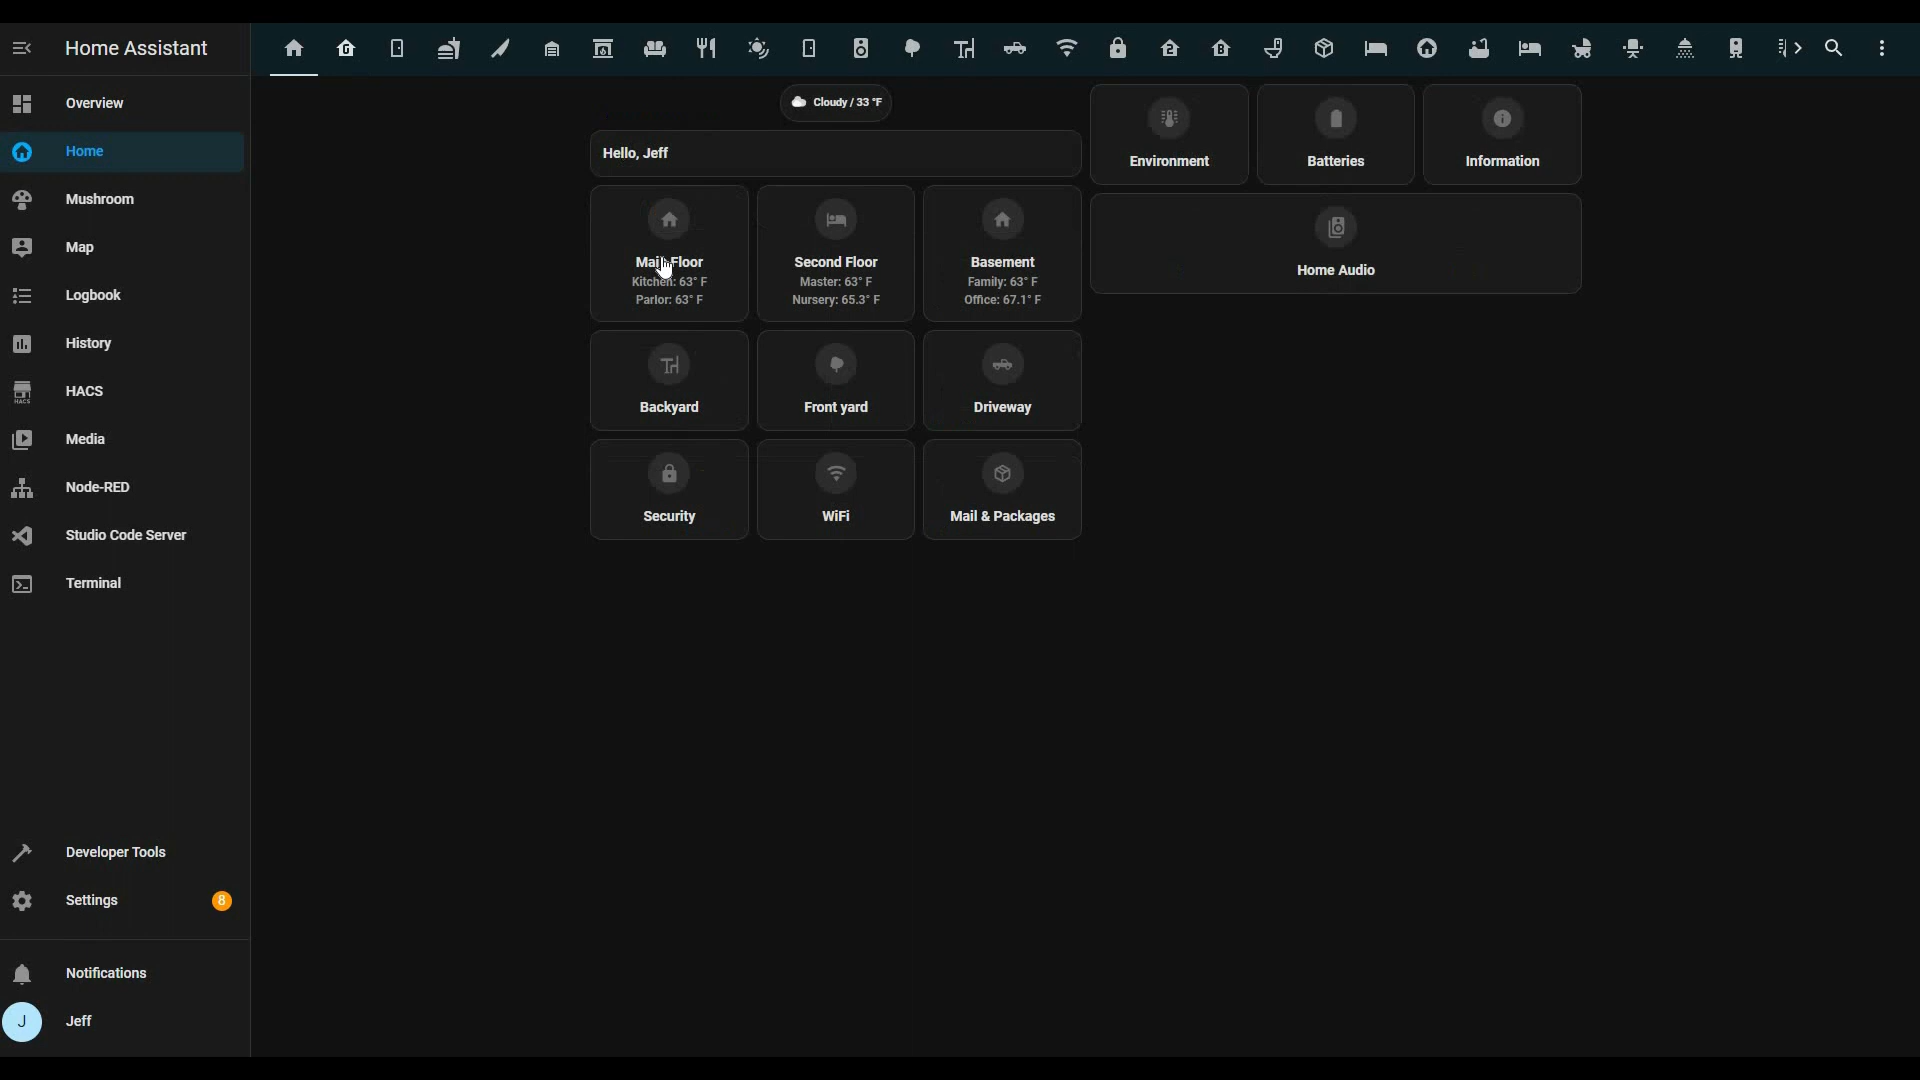 Home Assistant
Overview
Home
Mushroom
Map
Logbook
History
HACS
Media
Node-RED
Studio Code Server
Terminal
Developer Tools
Settings
8
Notifications
J
Jeff
Cloudy / 33 °F
Hello, Jeff
Main Floor
Kitchen: 63° F
Parlor: 63° F
Second Floor
Master: 63° F
Nursery: 65.3° F
Basement
Family: 63° F
Office: 67.1° F
Backyard
Front yard
Driveway
Security
WiFi
Mail & Packages
Environment
Batteries
Information
Home Audio